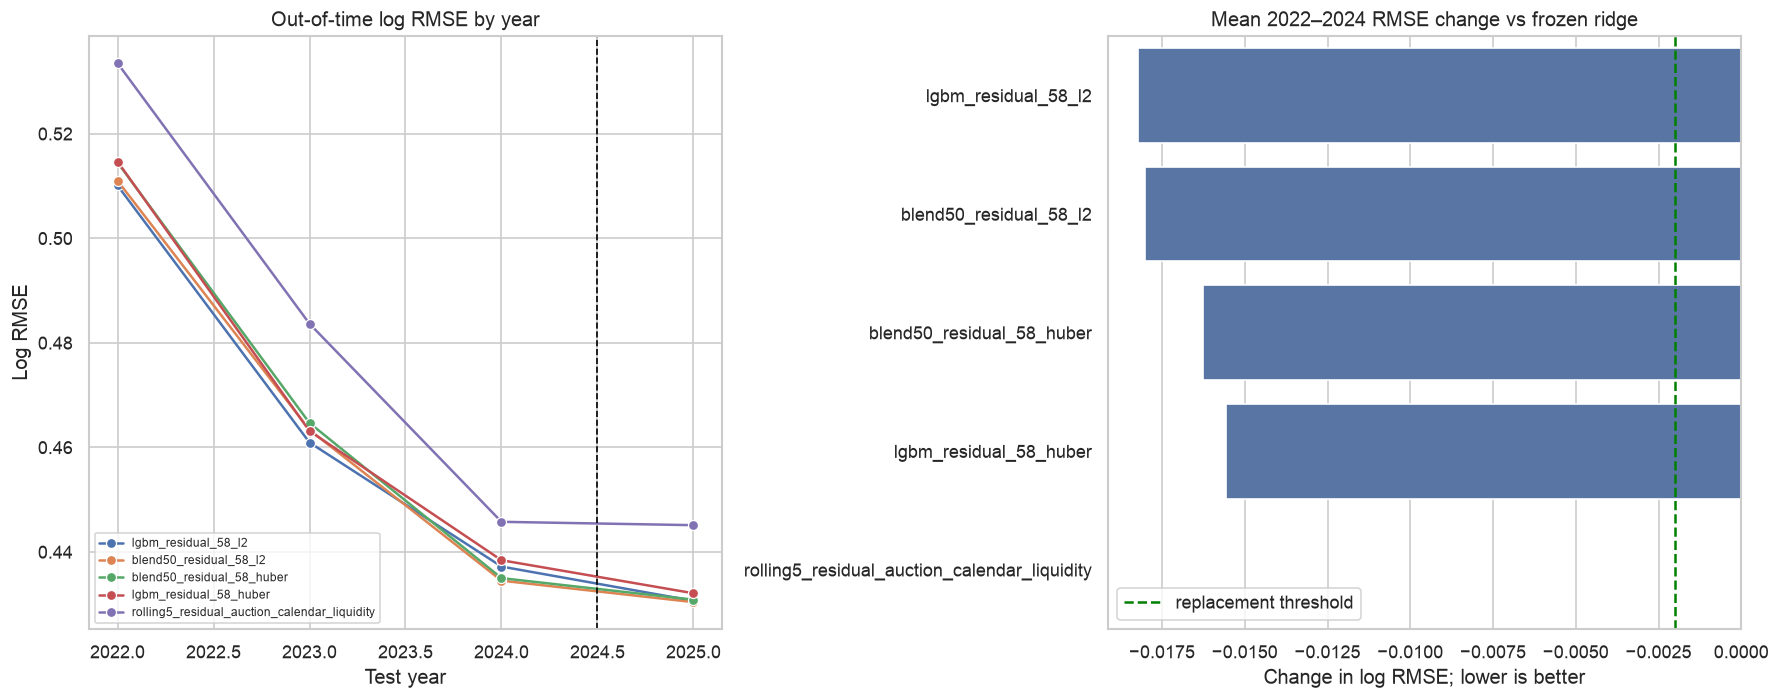 Out-of-time log RMSE by year
Log RMSE
0.52
0.50
0.48
0.46
0.44
lgbm_residual_58_l2
blend50_residual_58_l2
blend50_residual_58_huber
lgbm_residual_58_huber
rolling5_residual_auction_calendar_liquidity
2022.0 2022.5 2023.0 2023.5 2024.0 2024.5 2025.0
Test year
Mean 2022–2024 RMSE change vs frozen ridge
lgbm_residual_58_l2
blend50_residual_58_l2
blend50_residual_58_huber
lgbm_residual_58_huber
rolling5_residual_auction_calendar_liquidity
replacement threshold
−0.0175 −0.0150 −0.0125 −0.0100 −0.0075 −0.0050 −0.0025 0.0000
Change in log RMSE; lower is better